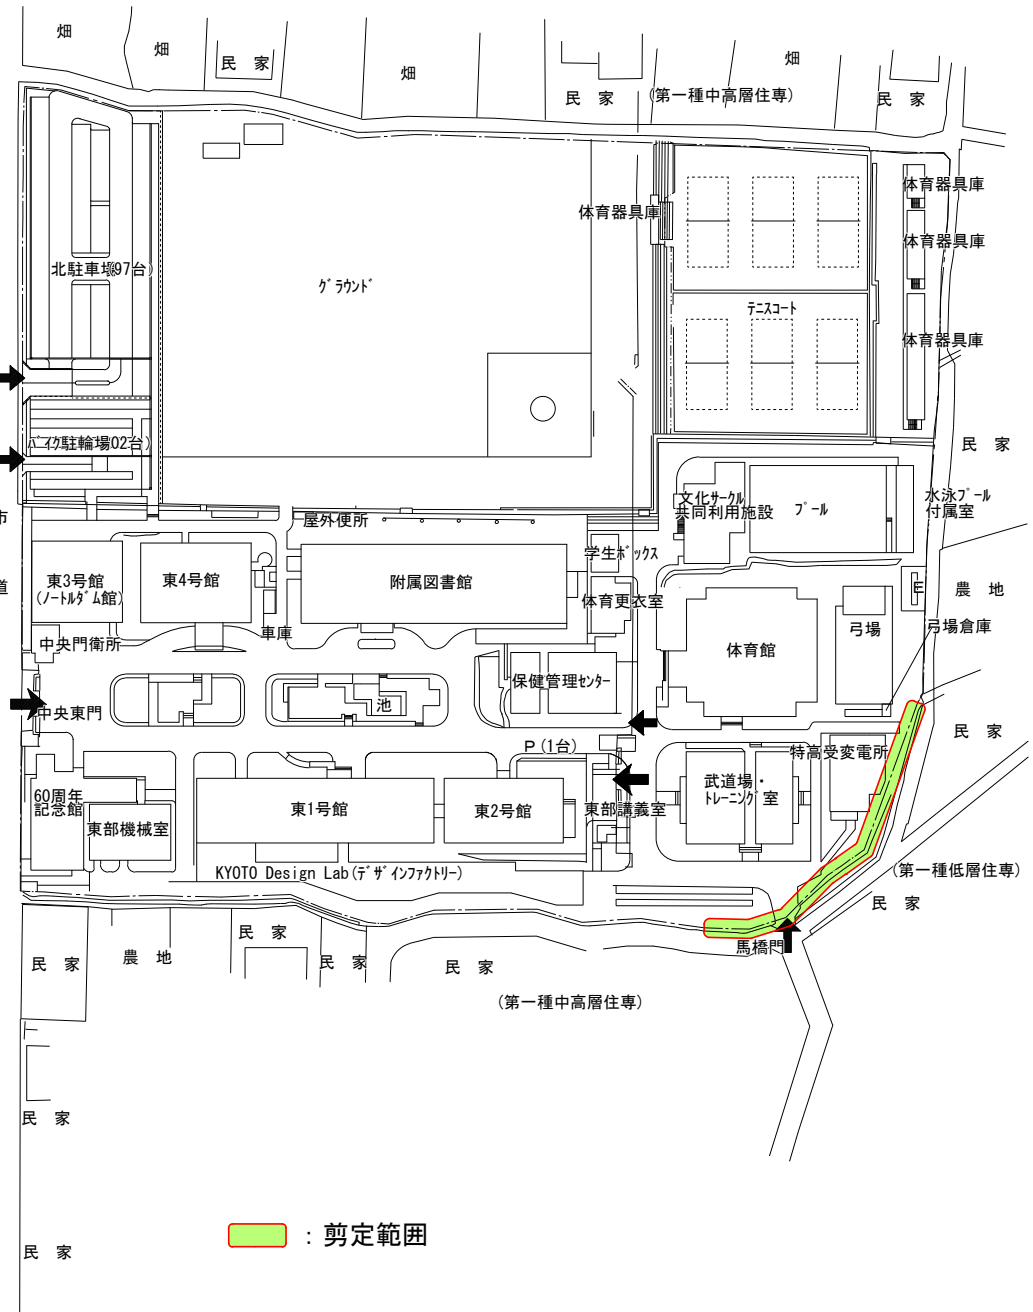 畑
畑
民 家
畑
畑
民 家
(第一種中高層住専)
民 家
体育器具庫
体育器具庫
体育器具庫
体育器具庫
北駐車場97台)
グラウンド
テニスコート
バイク駐輪場02台)
民 家
市
道
屋外便所
文化サークル
共同利用施設
プール
水泳プール
付属室
東3号館
(ノートルダム館)
東4号館
附属図書館
学生ボックス
体育更衣室
E
農 地
中央門衛所
車庫
体育館
弓場
弓場倉庫
保健管理センター
池
中央東門
P(1台)
特高受変電所
民 家
60周年
記念館
東部機械室
東1号館
東2号館
東部講義室
武道場・
トレーニング室
KYOTO Design Lab(デザインファクトリー)
(第一種低層住専)
民 家
民 家
農 地
民 家
民 家
民 家
馬橋門
(第一種中高層住専)
民 家
民 家
：剪定範囲